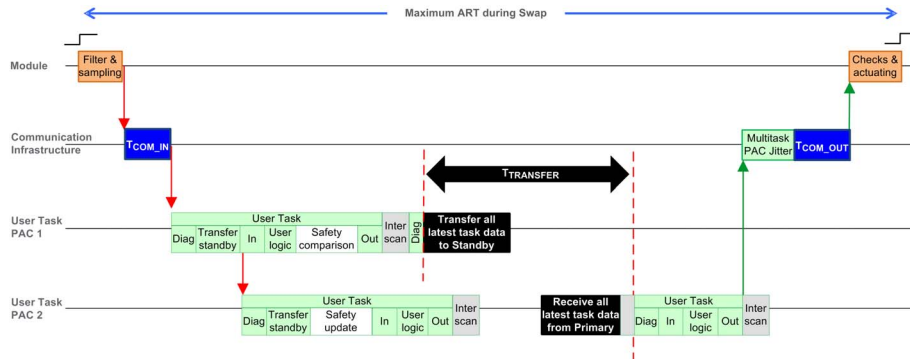 Maximum ART during Swap
Module
Filter &
sampling
Checks &
actuating
Communication
Infrastructure
TCOM_IN
Multitask
PAC Jitter
TCOM_OUT
TTRANSFER
User Task
PAC 1
User Task
Diag
Transfer
standby
In
User
logic
Safety
comparison
Out
Inter
scan
Diag
Transfer all
latest task data
to Standby
User Task
PAC 2
User Task
Diag
Transfer
standby
Safety
update
In
User
logic
Out
Inter
scan
Receive all
latest task data
from Primary
User Task
Diag
In
User
logic
Out
Inter
scan